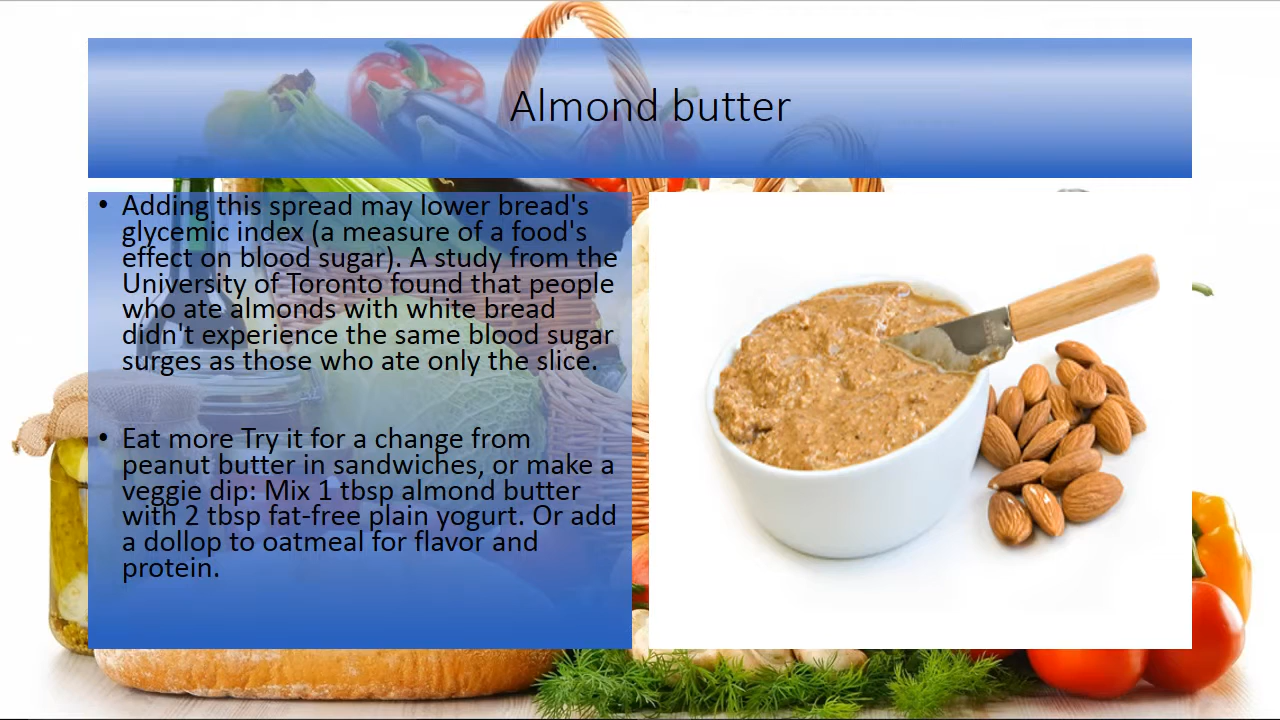 Almond butter
• Adding this spread may lower bread's
glycemic index (a measure of a food's
effect on blood sugar). A study from the
University of Toronto found that people
who ate almonds with white bread
didn't experience the same blood sugar
surges as those who ate only the slice.
• Eat more Try it for a change from
peanut butter in sandwiches, or make a
veggie dip: Mix 1 tbsp almond butter
with 2 tbsp fat-free plain yogurt. Or add
a dollop to oatmeal for flavor and
protein.